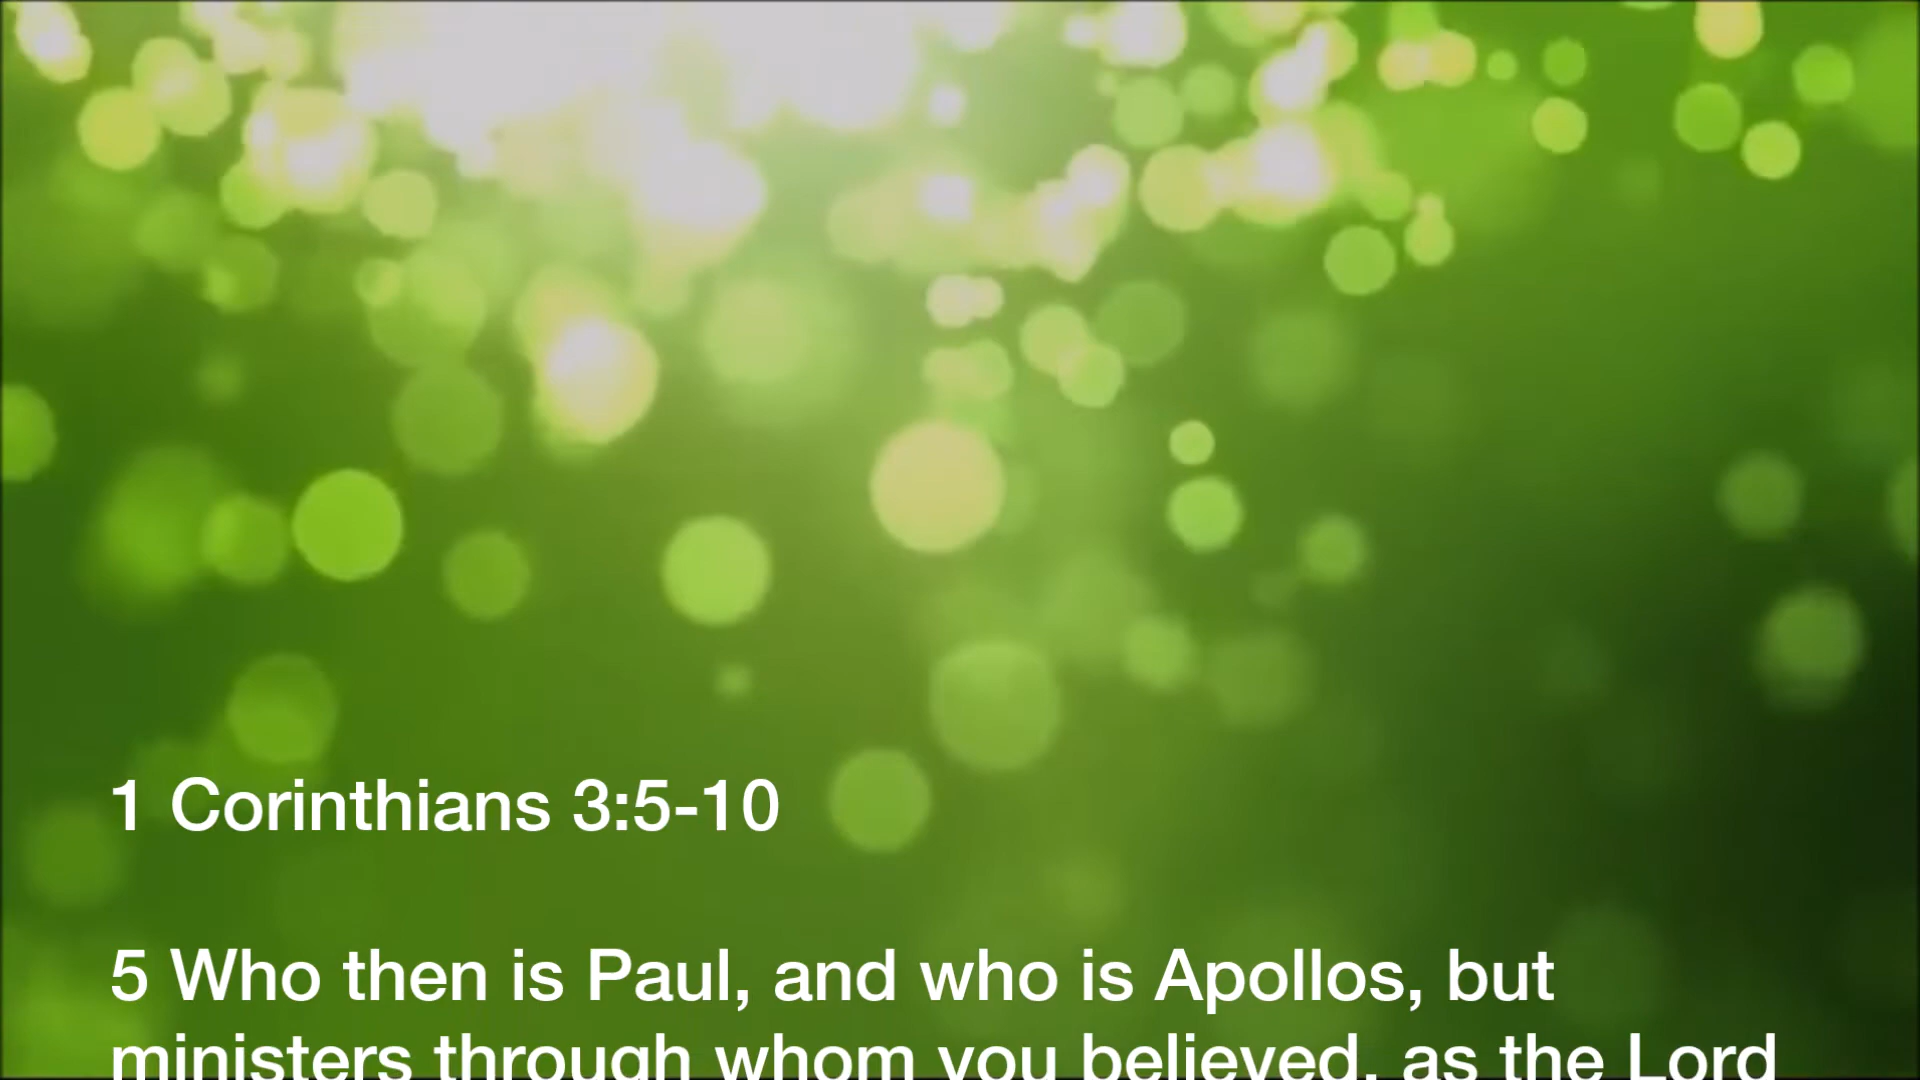 1 Corinthians 3:5-10
5 Who then is Paul, and who is Apollos, but
ministers through whom you believed, as the Lord